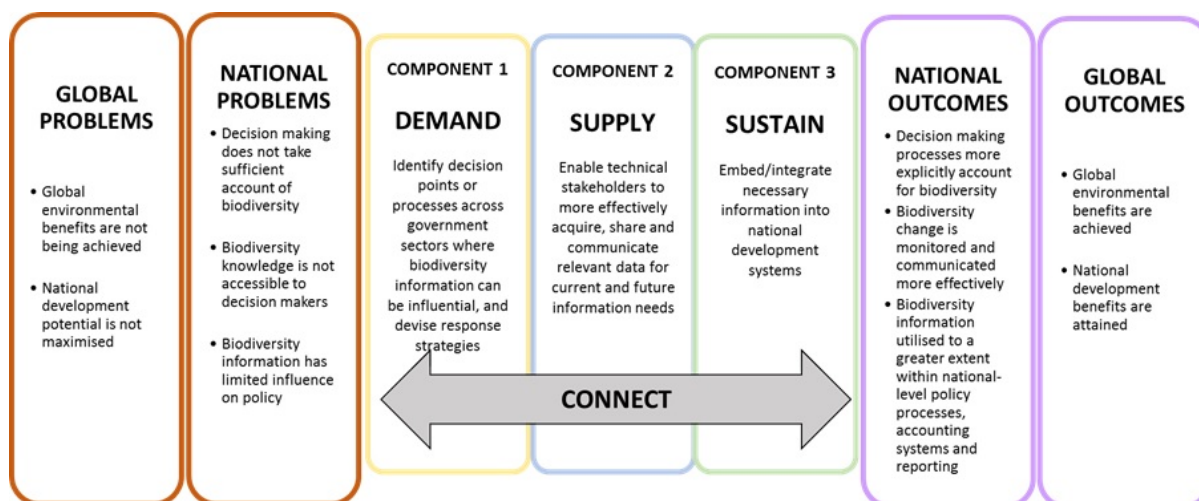 GLOBAL
PROBLEMS
• Global
environmental
benefits are not
being achieved
• National
development
potential is not
maximised
NATIONAL
PROBLEMS
• Decision making
does not take
sufficient
account of
biodiversity
• Biodiversity
knowledge is not
accessible to
decision makers
• Biodiversity
information has
limited influence
on policy
COMPONENT 1
DEMAND
Identify decision
points or
processes across
government
sectors where
biodiversity
information can
be influential, and
devise response
strategies
COMPONENT 2
SUPPLY
Enable technical
stakeholders to
more effectively
acquire, share and
communicate
relevant data for
current and future
information needs
COMPONENT 3
SUSTAIN
Embed/integrate
necessary
information into
national
development
systems
CONNECT
NATIONAL
OUTCOMES
• Decision making
processes more
explicitly account
for biodiversity
• Biodiversity
change is
monitored and
communicated
more effectively
• Biodiversity
information
utilised to a
greater extent
within national-
level policy
processes,
accounting
systems and
reporting
GLOBAL
OUTCOMES
• Global
environmental
benefits are
achieved
• National
development
benefits are
attained